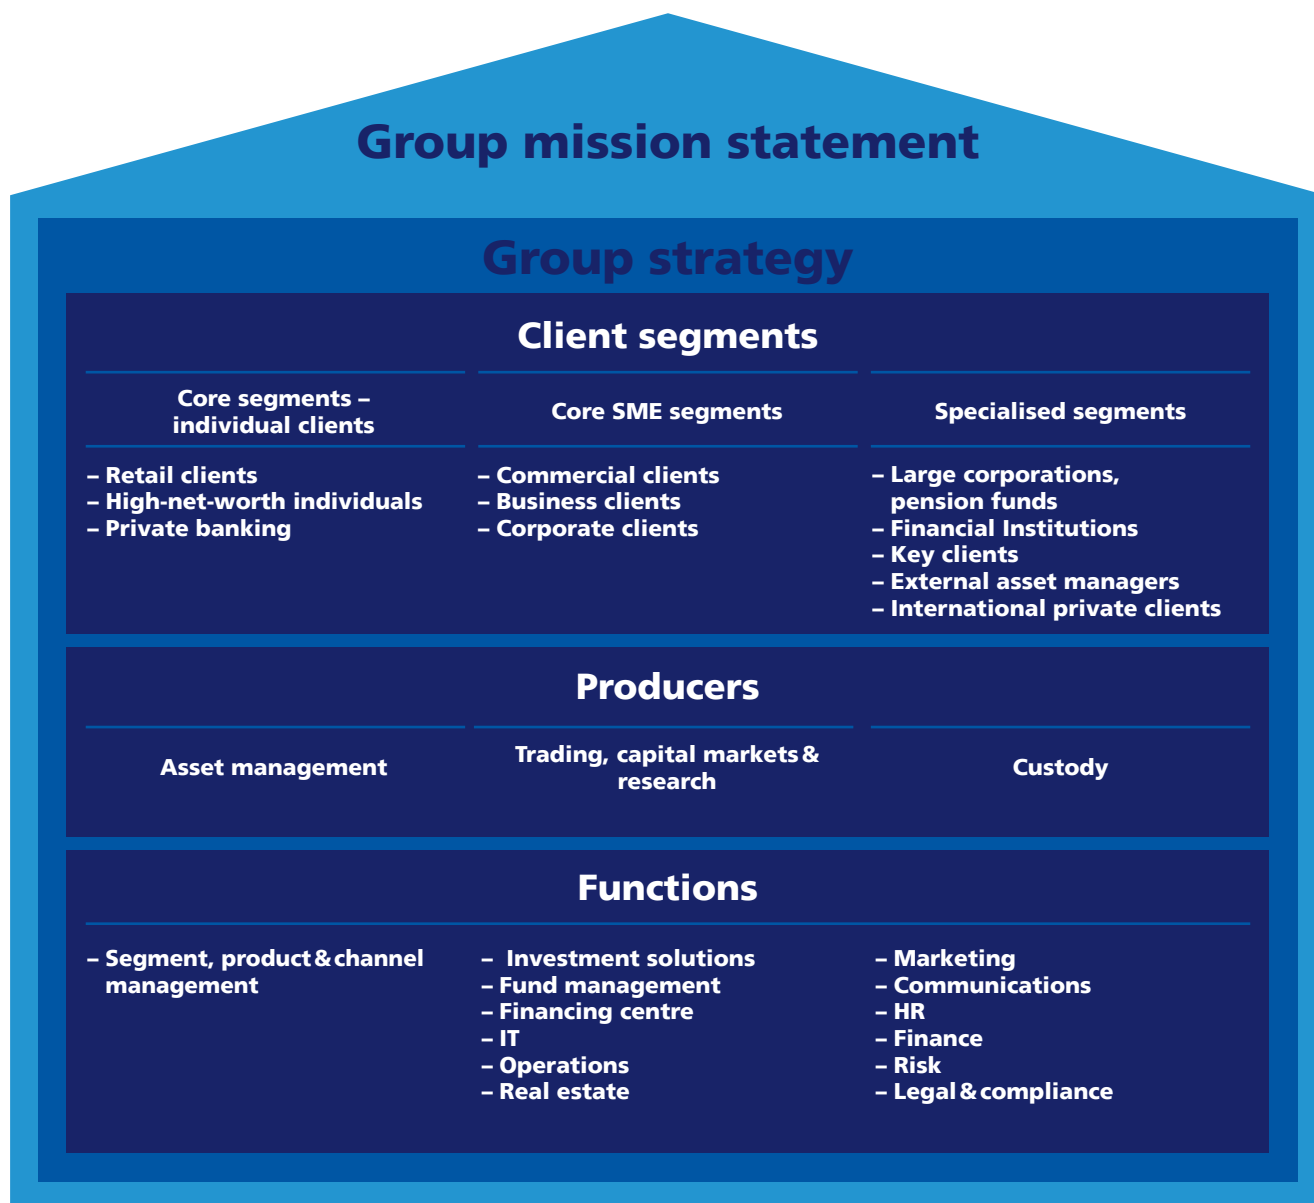 Group mission statement
Group strategy
Client segments
Core segments –
individual clients
– Retail clients
– High-net-worth individuals
– Private banking
Core SME segments
– Commercial clients
– Business clients
– Corporate clients
Specialised segments
– Large corporations,
pension funds
– Financial Institutions
– Key clients
– External asset managers
– International private clients
Producers
Asset management
Trading, capital markets & 
research
Custody
Functions
– Segment, product & channel
management
– Investment solutions
– Fund management
– Financing centre
– IT
– Operations
– Real estate
– Marketing
– Communications
– HR
– Finance
– Risk
– Legal & compliance